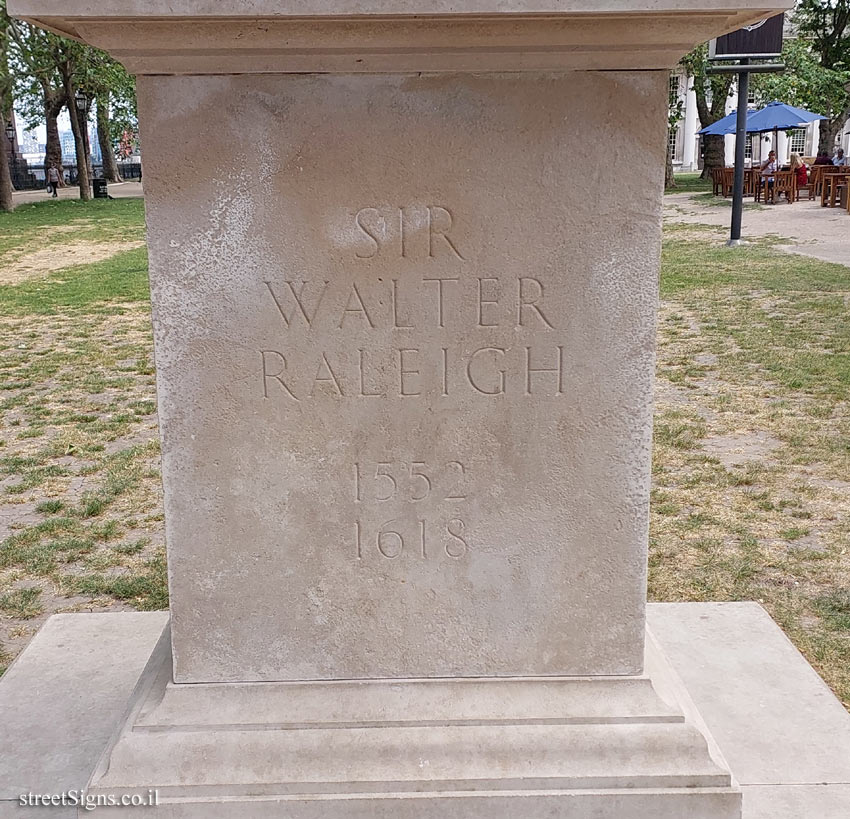 SIR
WALTER
RALEIGH
1552
1618
streetSigns.co.il